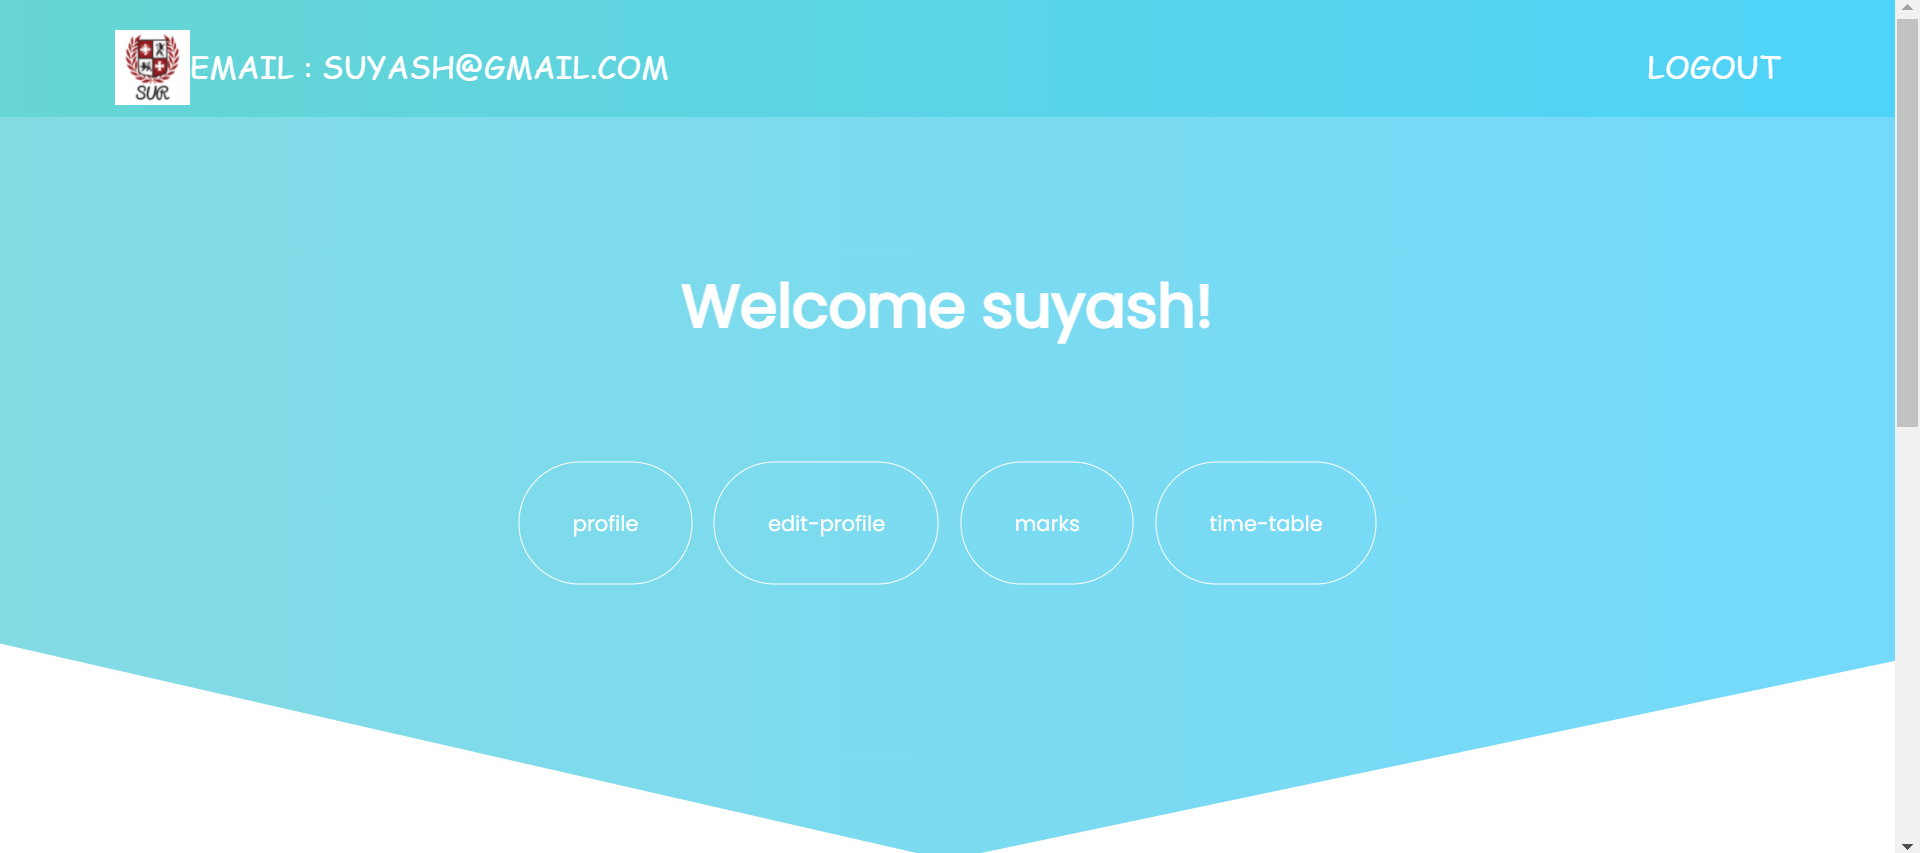 SUR
EMAIL : SUYASH@GMAIL.COM
LOGOUT
Welcome suyash!
profile
edit-profile
marks
time-table